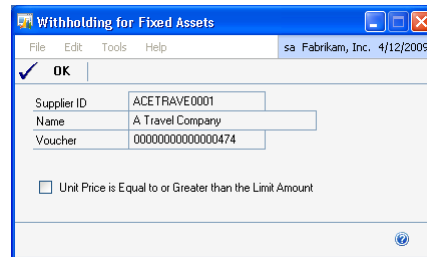 Withholding for Fixed Assets
File Edit Tools Help sa Fabrikam, Inc. 4/12/2009
OK
Supplier ID ACETRAVE0001
Name A Travel Company
Voucher 00000000000000474
Unit Price is Equal to or Greater than the Limit Amount